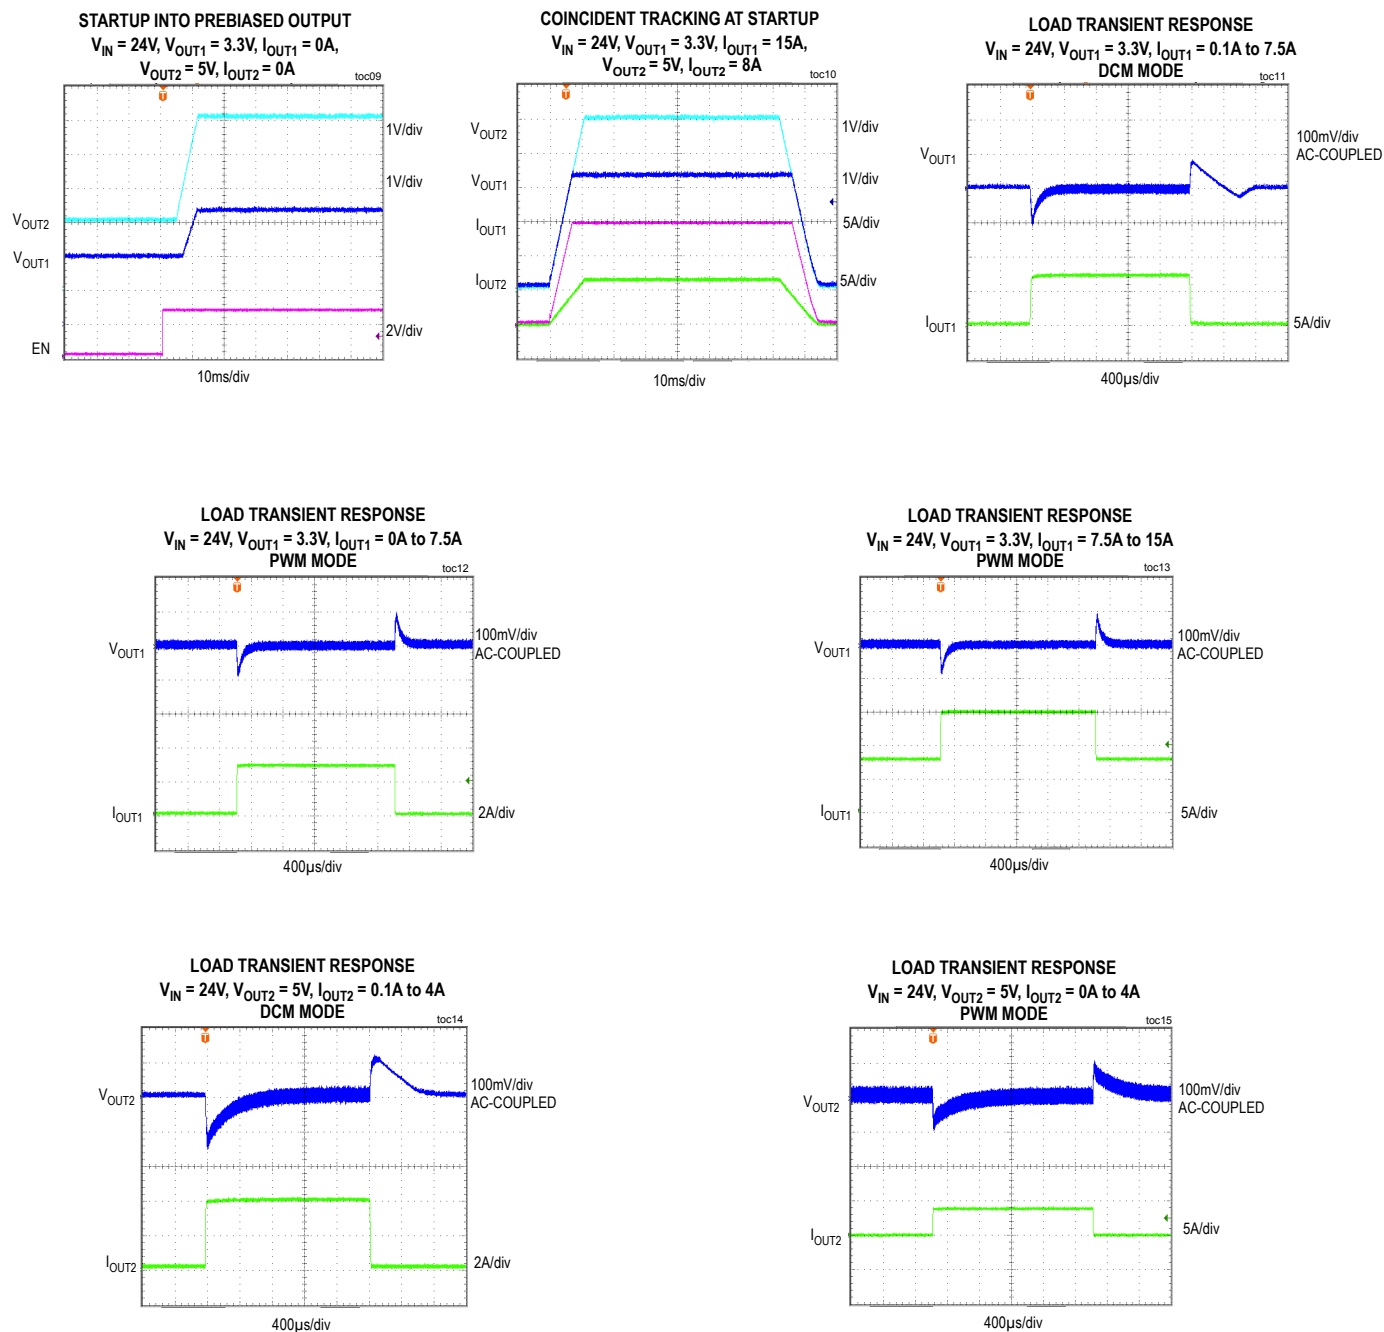 STARTUP INTO PREBIASED OUTPUT
VIN = 24V, VOUT1 = 3.3V, IOUT1 = 0A,
VOUT2 = 5V, IOUT2 = 0A
toc09
T
1V/div
1V/div
VOUT2
VOUT1
2V/div
EN
10ms/div
COINCIDENT TRACKING AT STARTUP
VIN = 24V, VOUT1 = 3.3V, IOUT1 = 15A,
VOUT2 = 5V, IOUT2 = 8A
toc10
T
VOUT2
1V/div
VOUT1
1V/div
IOUT1
5A/div
IOUT2
5A/div
10ms/div
LOAD TRANSIENT RESPONSE
VIN = 24V, VOUT1 = 3.3V, IOUT1 = 0.1A to 7.5A
DCM MODE
toc11
T
100mV/div
AC-COUPLED
VOUT1
IOUT1
5A/div
400µs/div
LOAD TRANSIENT RESPONSE
VIN = 24V, VOUT1 = 3.3V, IOUT1 = 0A to 7.5A
PWM MODE
toc12
T
100mV/div
AC-COUPLED
VOUT1
IOUT1
2A/div
400µs/div
LOAD TRANSIENT RESPONSE
VIN = 24V, VOUT1 = 3.3V, IOUT1 = 7.5A to 15A
PWM MODE
toc13
T
100mV/div
AC-COUPLED
VOUT1
IOUT1
5A/div
400µs/div
LOAD TRANSIENT RESPONSE
VIN = 24V, VOUT2 = 5V, IOUT2 = 0.1A to 4A
DCM MODE
toc14
T
100mV/div
AC-COUPLED
VOUT2
IOUT2
2A/div
400µs/div
LOAD TRANSIENT RESPONSE
VIN = 24V, VOUT2 = 5V, IOUT2 = 0A to 4A
PWM MODE
toc15
T
100mV/div
AC-COUPLED
VOUT2
IOUT2
5A/div
400µs/div